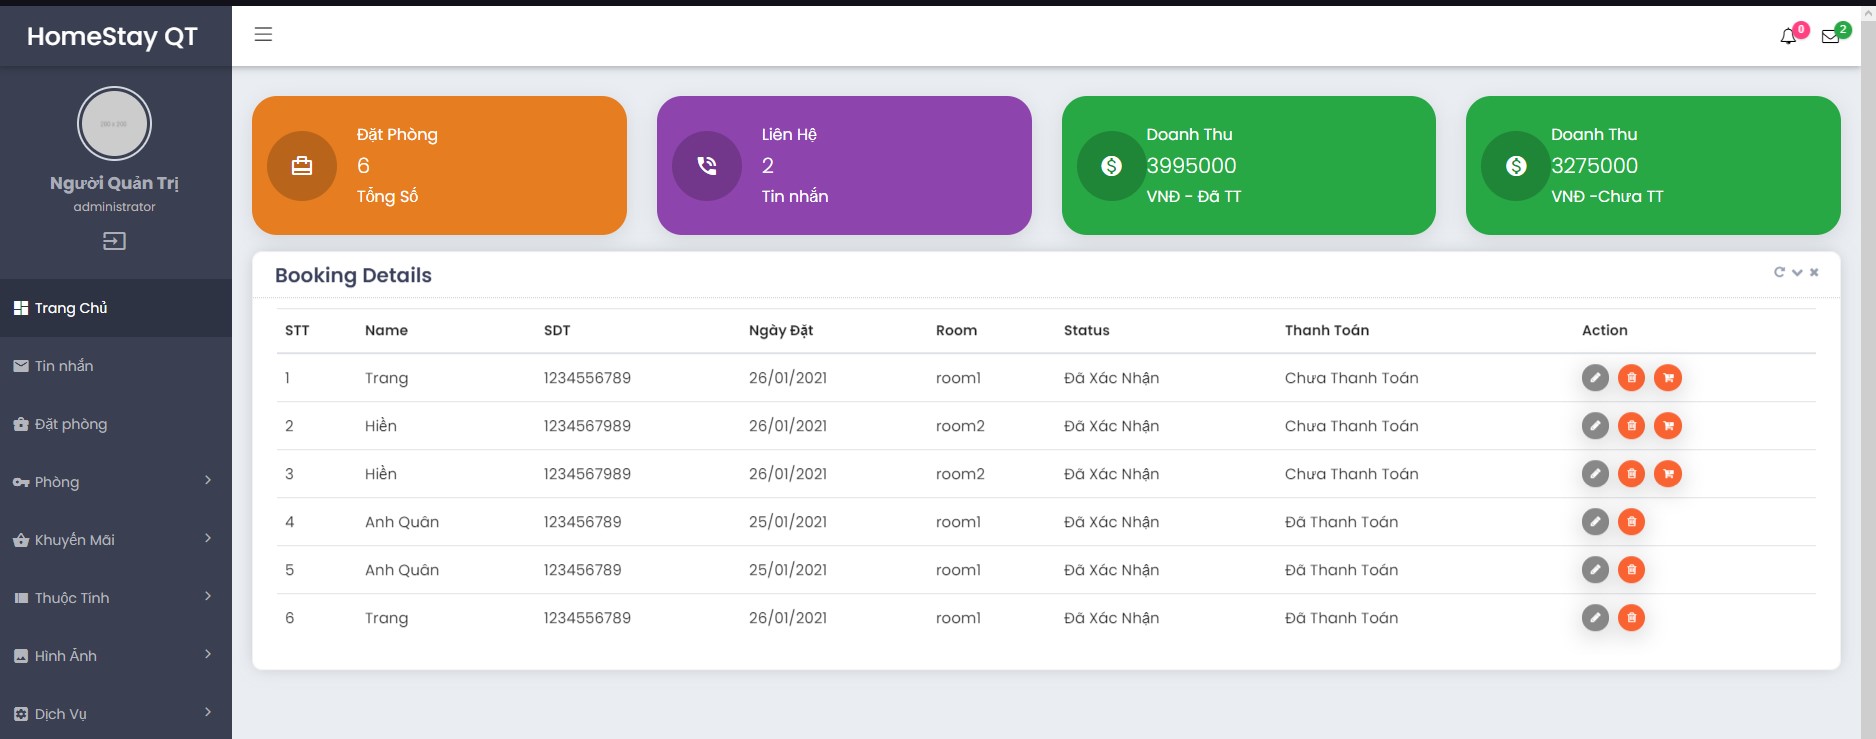 HomeStay QT
0
2
Người Quản Trị
administrator
Trang Chủ
Tin nhắn
Đặt phòng
Phòng
Khuyến Mãi
Thuộc Tính
Hình Ảnh
Dịch Vụ
Đặt Phòng
6
Tổng Số
Liên Hệ
2
Tin nhắn
Doanh Thu
3995000
VNĐ - Đã TT
Doanh Thu
3275000
VNĐ -Chưa TT
Booking Details
STT Name SDT Ngày Đặt Room Status Thanh Toán Action
1 Trang 1234556789 26/01/2021 room1 Đã Xác Nhận Chưa Thanh Toán
2 Hiền 1234567989 26/01/2021 room2 Đã Xác Nhận Chưa Thanh Toán
3 Hiền 1234567989 26/01/2021 room2 Đã Xác Nhận Chưa Thanh Toán
4 Anh Quân 123456789 25/01/2021 room1 Đã Xác Nhận Đã Thanh Toán
5 Anh Quân 123456789 25/01/2021 room1 Đã Xác Nhận Đã Thanh Toán
6 Trang 1234556789 26/01/2021 room1 Đã Xác Nhận Đã Thanh Toán